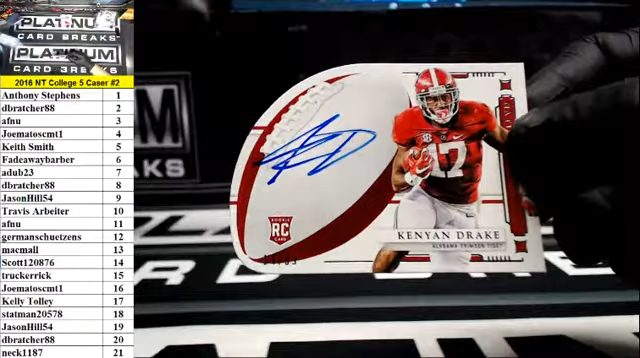 PLATINUM
CARD BREAKS
PLATINUM
CARD BREAKS
2016 NT College 5 Caser #2
Anthony Stephens 1
dbratcher88 2
afnu 3
Joematoscmt1 4
Keith Smith 5
Fadeawaybarber 6
adub23 7
dbratcher88 8
JasonHill54 9
Travis Arbeiter 10
afnu 11
germanschuetzens 12
macmall 13
Scott120876 14
truckerrick 15
Joematoscmt1 16
Kelly Tolley 17
statman20578 18
JasonHill54 19
dbratcher88 20
neck1187 21
17
ROOKIE
RC
CARD
KENYAN DRAKE
ALABAMA CRIMSON TIDE